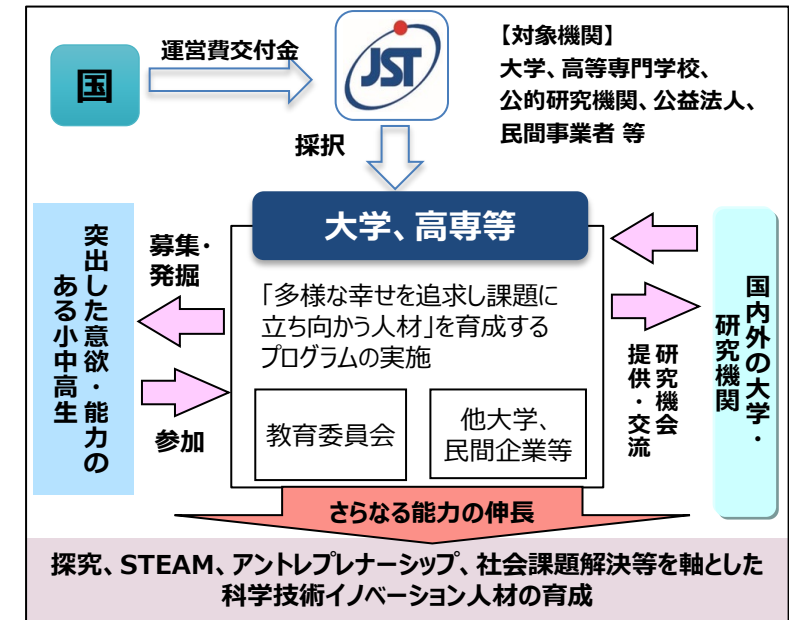 国
運営費交付金
JST
【対象機関】
大学、高等専門学校、
公的研究機関、公益法人、
民間事業者 等
採択
大学、高専等
突出した意欲・能力の
ある小中高生
募集・
発掘
参加
「多様な幸せを追求し課題に
立ち向かう人材」を育成する
プログラムの実施
教育委員会
他大学、
民間企業等
研究機会
提供・交流
国内外の大学・
研究機関
さらなる能力の伸長
探究、STEAM、アントレプレナーシップ、社会課題解決等を軸とした
科学技術イノベーション人材の育成